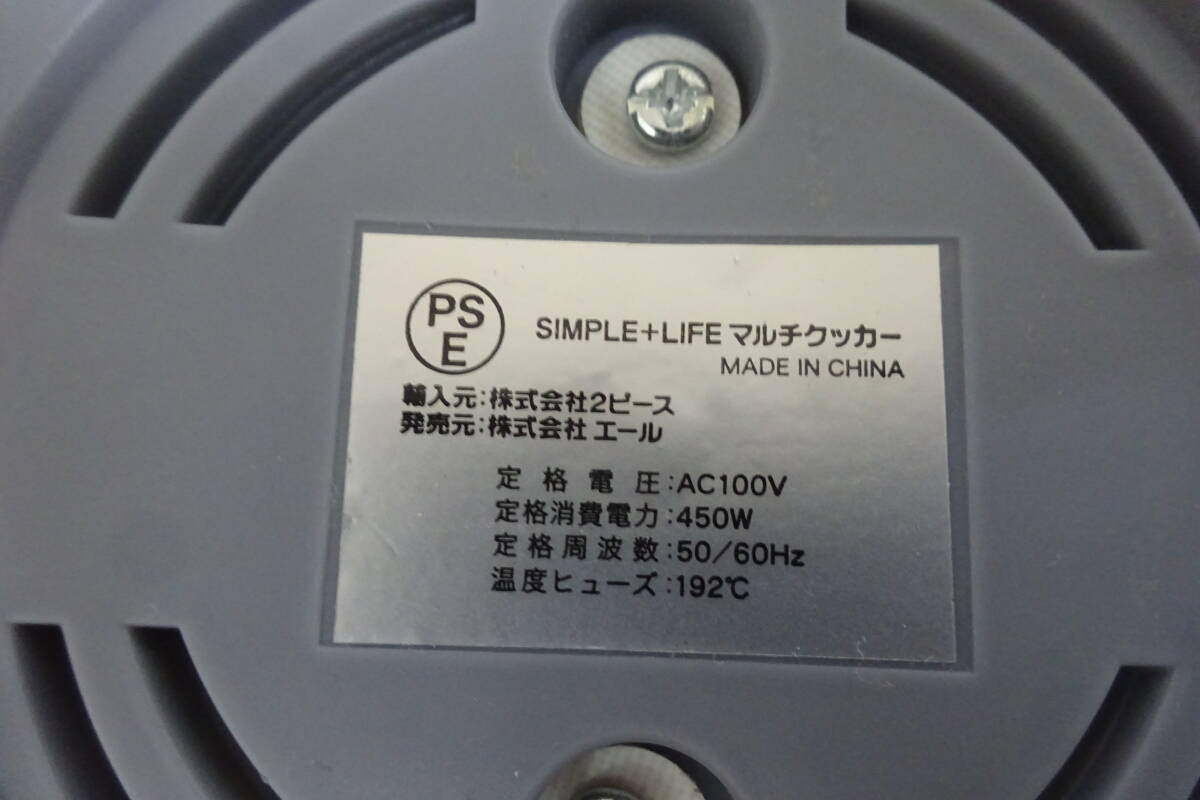 PS
E
SIMPLE+LIFE マルチクッカー
MADE IN CHINA
輸入元:株式会社2ピース
発売元:株式会社 エール
定格電圧:AC100V
定格消費電力:450W
定格周波数:50/60Hz
温度ヒューズ:192℃